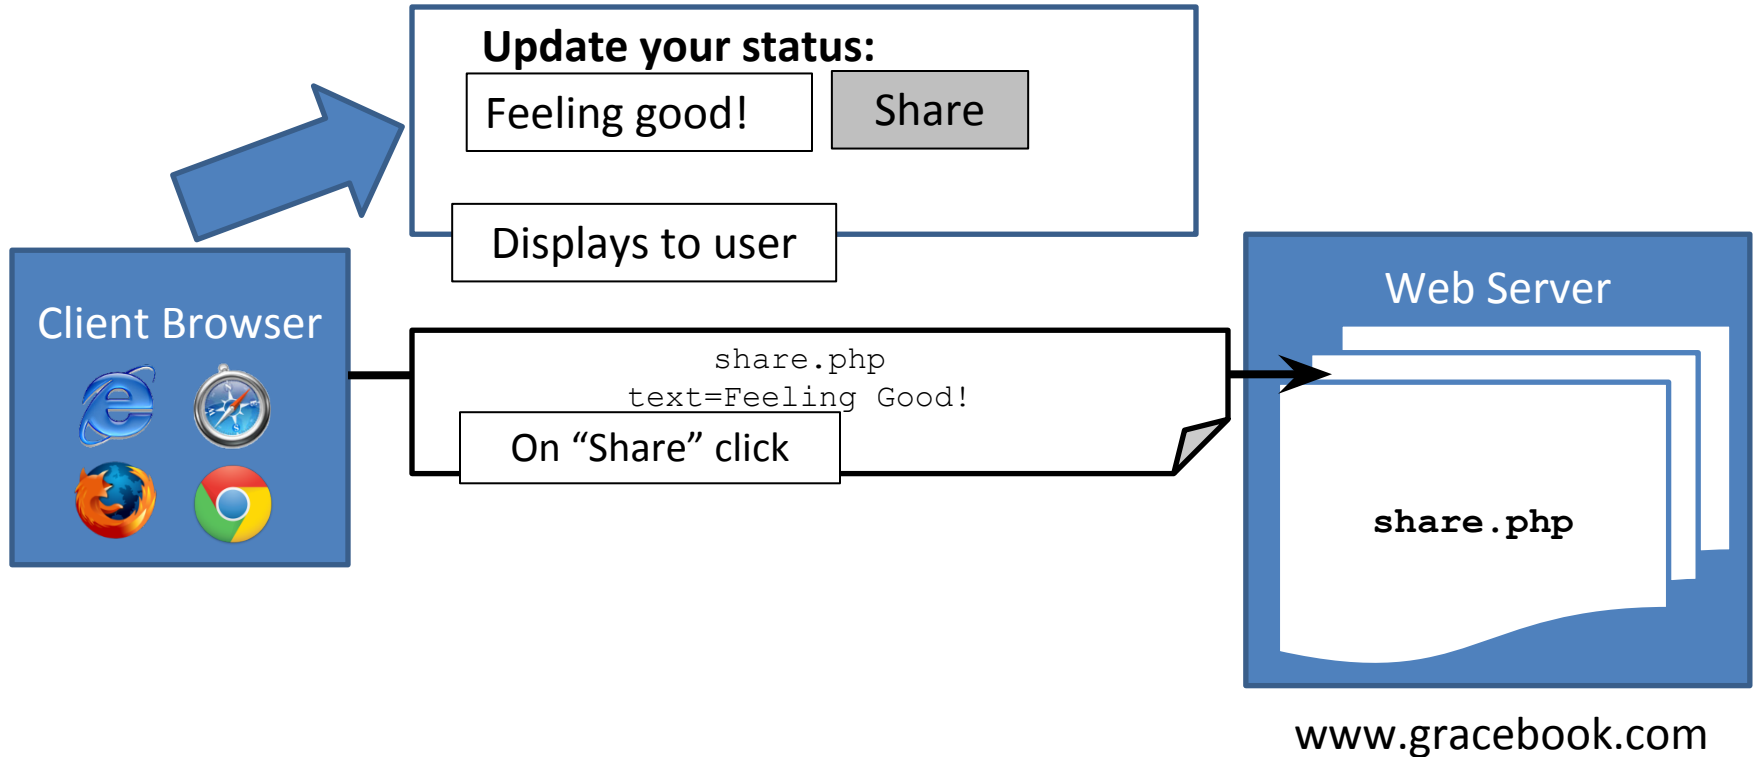 Update your status:
Feeling good!
Share
Displays to user
Client Browser
Web Server
share.php
text=Feeling Good!
On “Share” click
share.php
www.gracebook.com